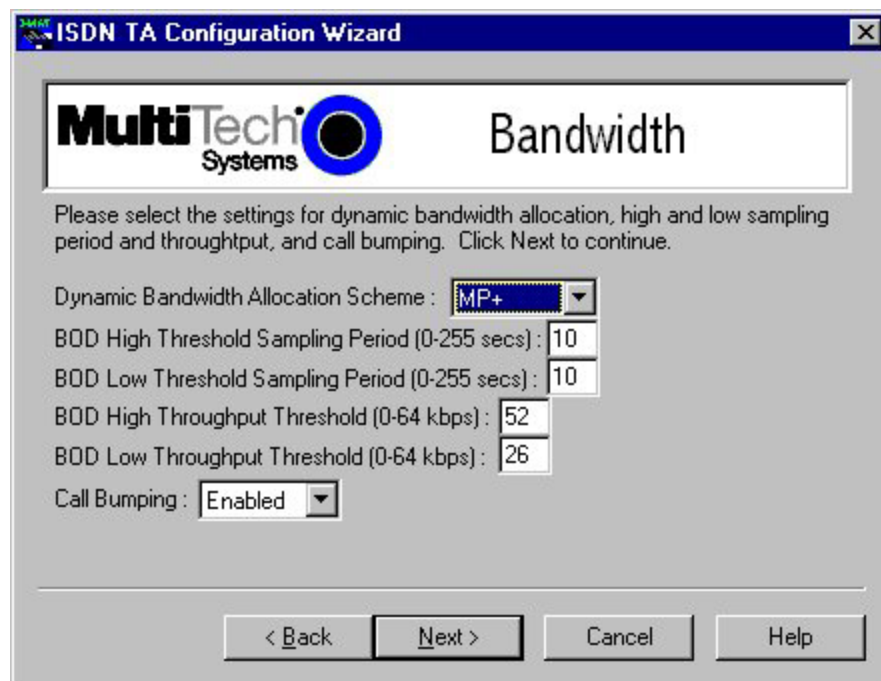 ISDN TA Configuration Wizard
MultiTech
Systems
Bandwidth
Please select the settings for dynamic bandwidth allocation, high and low sampling
period and throughtput, and call bumping. Click Next to continue.
Dynamic Bandwidth Allocation Scheme : MP+
BOD High Threshold Sampling Period (0-255 secs) : 10
BOD Low Threshold Sampling Period (0-255 secs) : 10
BOD High Throughput Threshold (0-64 kbps) : 52
BOD Low Throughput Threshold (0-64 kbps) : 26
Call Bumping : Enabled
< Back Next > Cancel Help